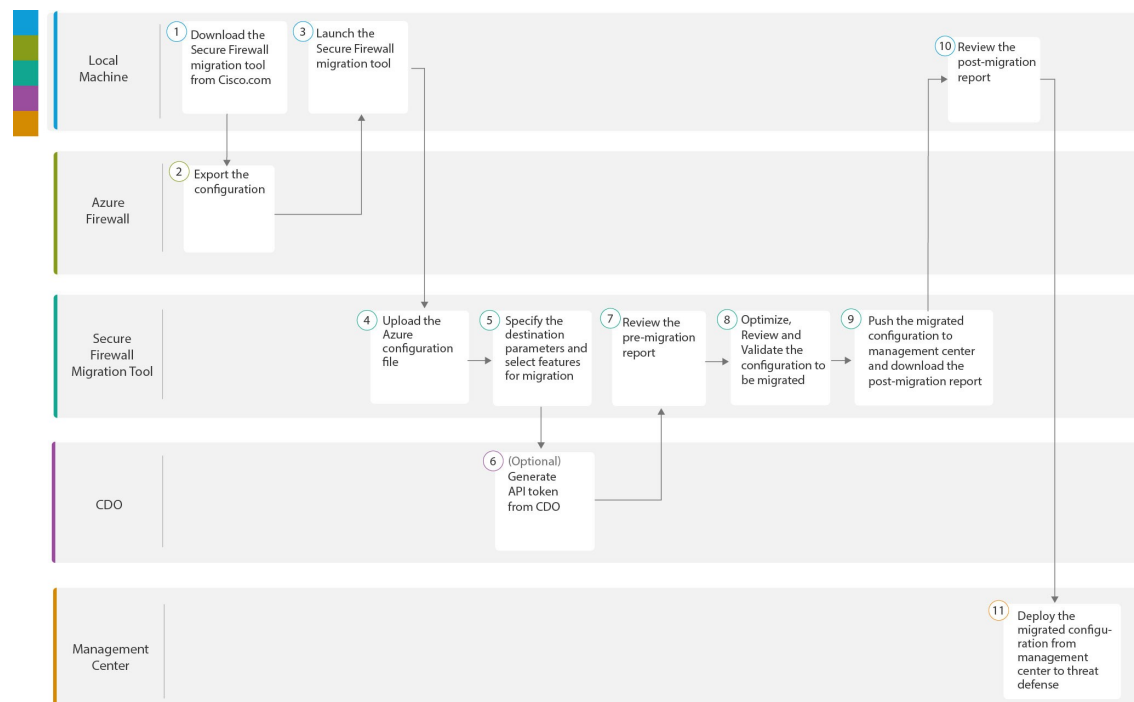 Local
Machine
1
Download the
Secure Firewall
migration tool
from Cisco.com
3
Launch the
Secure Firewall
migration tool
10
Review the
post-migration
report
Azure
Firewall
2
Export the
configuration
Secure
Firewall
Migration Tool
4
Upload the
Azure
configuration
file
5
Specify the
destination
parameters and
select features
for migration
7
Review the
pre-migration
report
8
Optimize,
Review and
Validate the
configuration to
be migrated
9
Push the migrated
configuration to
management center
and download the
post-migration report
CDO
6
(Optional)
Generate
API token
from CDO
Management
Center
11
Deploy the
migrated configu-
ration from
management
center to threat
defense